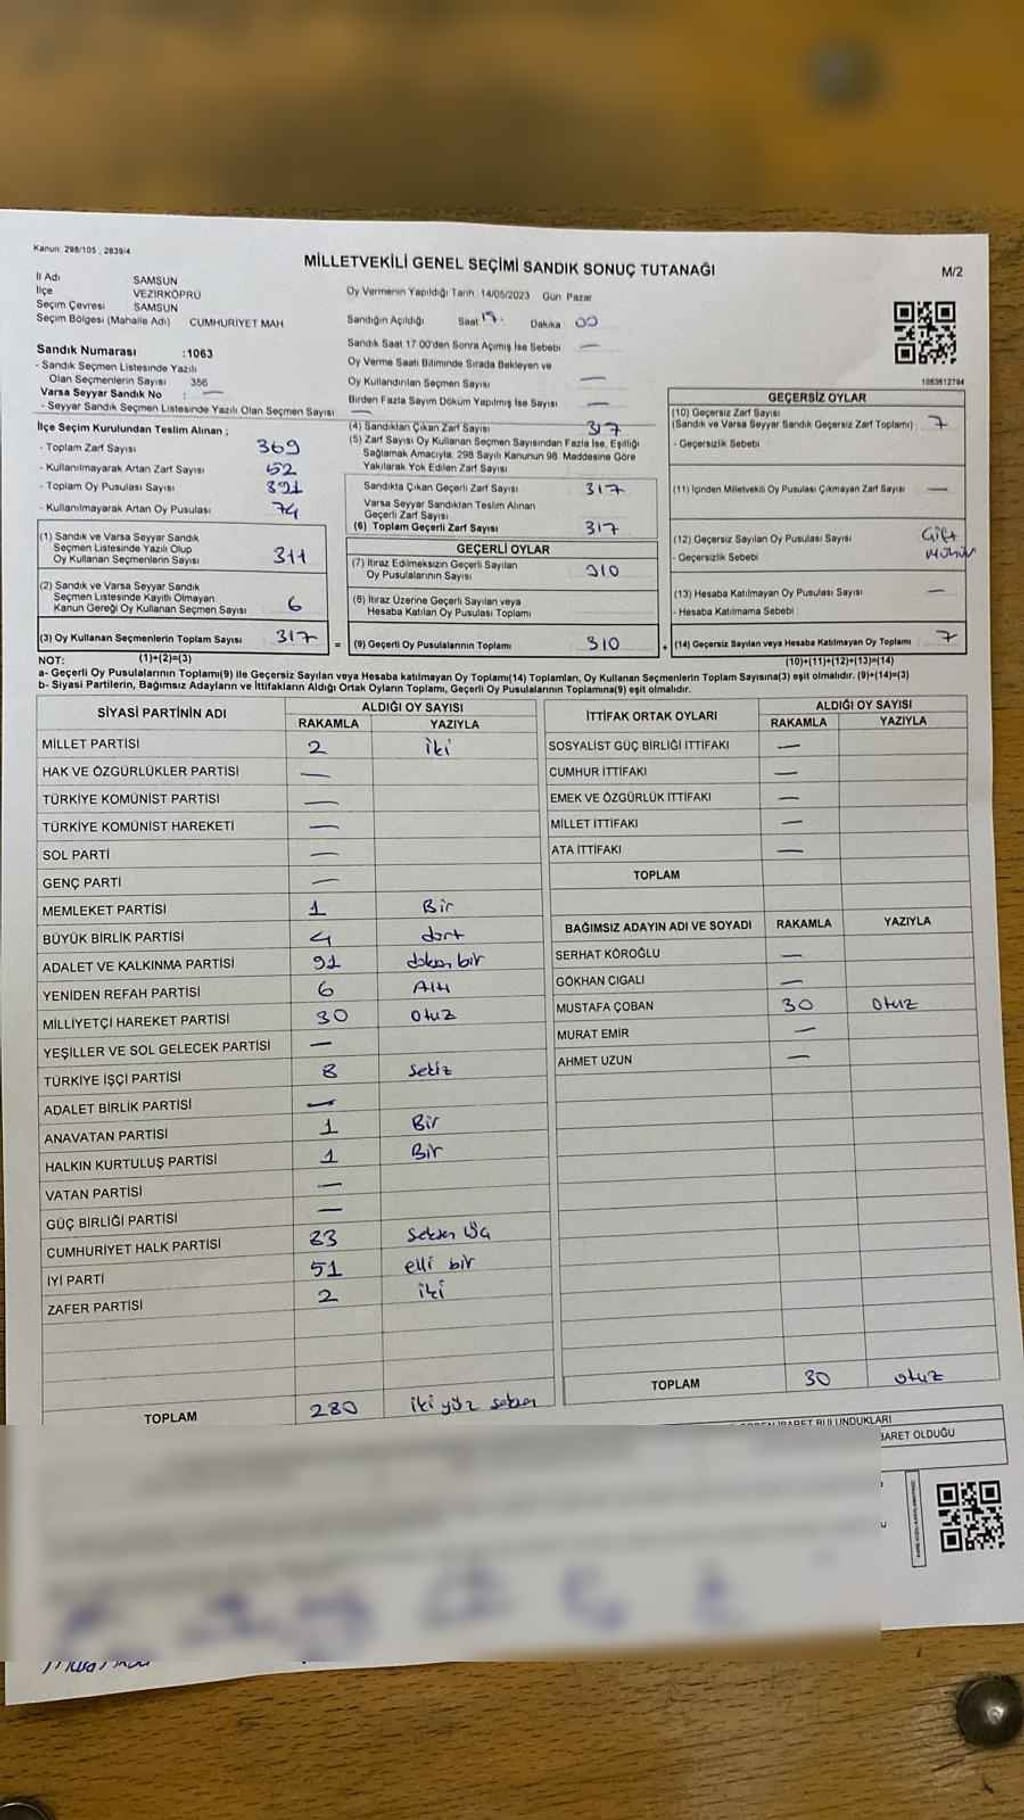 Kanun: 298/105 ; 2839/4
MİLLETVEKİLİ GENEL SEÇİMİ SANDIK SONUÇ TUTANAĞI
M/2
İl Adı SAMSUN
İlçe VEZİRKÖPRÜ
Seçim Çevresi SAMSUN
Seçim Bölgesi (Mahalle Adı) CUMHURİYET MAH
Sandık Numarası :1063
- Sandık Seçmen Listesinde Yazılı
Olan Seçmenlerin Sayısı : 356
Varsa Seyyar Sandık No : —
- Seyyar Sandık Seçmen Listesinde Yazılı Olan Seçmen Sayısı —
Oy Vermenin Yapıldığı Tarih 14/05/2023 Gün Pazar
Sandığın Açıldığı Saat 17. Dakika 00
Sandık Saat 17.00'den Sonra Açımış İse Sebebi —
Oy Verme Saati Bitiminde Sırada Bekleyen ve
Oy Kullandırılan Seçmen Sayısı —
Birden Fazla Sayım Döküm Yapılmış İse Sayısı —
1063612784
İlçe Seçim Kurulundan Teslim Alınan ;
- Toplam Zarf Sayısı 369
- Kullanılmayarak Artan Zarf Sayısı 52
- Toplam Oy Pusulası Sayısı 391
- Kullanılmayarak Artan Oy Pusulası 74
(1) Sandık ve Varsa Seyyar Sandık
Seçmen Listesinde Yazılı Olup
Oy Kullanan Seçmenlerin Sayısı 311
(2) Sandık ve Varsa Seyyar Sandık
Seçmen Listesinde Kayıtlı Olmayan
Kanun Gereği Oy Kullanan Seçmen Sayısı 6
(3) Oy Kullanan Seçmenlerin Toplam Sayısı 317 =
(1)+(2)=(3)
(4) Sandıktan Çıkan Zarf Sayısı 317
(5) Zarf Sayısı Oy Kullanan Seçmen Sayısından Fazla İse, Eşitliği
Sağlamak Amacıyla, 298 Sayılı Kanunun 98. Maddesine Göre
Yakılarak Yok Edilen Zarf Sayısı
Sandıkta Çıkan Geçerli Zarf Sayısı 317
Varsa Seyyar Sandıktan Teslim Alınan
Geçerli Zarf Sayısı
(6) Toplam Geçerli Zarf Sayısı 317
GEÇERLİ OYLAR
(7) İtiraz Edilmeksizin Geçerli Sayılan
Oy Pusulalarının Sayısı 310
(8) İtiraz Üzerine Geçerli Sayılan veya
Hesaba Katılan Oy Pusulası Toplamı
(9) Geçerli Oy Pusulalarının Toplamı 310 +
GEÇERSİZ OYLAR
(10) Geçersiz Zarf Sayısı
(Sandık ve Varsa Seyyar Sandık Geçersiz Zarf Toplamı) 7
- Geçersizlik Sebebi
(11) İçinden Milletvekili Oy Pusulası Çıkmayan Zarf Sayısı —
(12) Geçersiz Sayılan Oy Pusulası Sayısı Çift
- Geçersizlik Sebebi Mühür
(13) Hesaba Katılmayan Oy Pusulası Sayısı —
- Hesaba Katılmama Sebebi
(14) Geçersiz Sayılan veya Hesaba Katılmayan Oy Toplamı 7
(10)+(11)+(12)+(13)=(14)
NOT:
a- Geçerli Oy Pusulalarının Toplamı(9) ile Geçersiz Sayılan veya Hesaba katılmayan Oy Toplamı(14) Toplamları, Oy Kullanan Seçmenlerin Toplam Sayısına(3) eşit olmalıdır. (9)+(14)=(3)
b- Siyasi Partilerin, Bağımsız Adayların ve İttifakların Aldığı Ortak Oyların Toplamı, Geçerli Oy Pusulalarının Toplamına(9) eşit olmalıdır.
SİYASİ PARTİNİN ADI ALDIĞI OY SAYISI
RAKAMLA YAZIYLA
MİLLET PARTİSİ 2 iki
HAK VE ÖZGÜRLÜKLER PARTİSİ —
TÜRKİYE KOMÜNİST PARTİSİ —
TÜRKİYE KOMÜNİST HAREKETİ —
SOL PARTİ —
GENÇ PARTİ —
MEMLEKET PARTİSİ 1 Bir
BÜYÜK BİRLİK PARTİSİ 4 dört
ADALET VE KALKINMA PARTİSİ 91 doksan bir
YENİDEN REFAH PARTİSİ 6 Altı
MİLLİYETÇİ HAREKET PARTİSİ 30 Otuz
YEŞİLLER VE SOL GELECEK PARTİSİ —
TÜRKİYE İŞÇİ PARTİSİ 8 sekiz
ADALET BİRLİK PARTİSİ —
ANAVATAN PARTİSİ 1 Bir
HALKIN KURTULUŞ PARTİSİ 1 Bir
VATAN PARTİSİ —
GÜÇ BİRLİĞİ PARTİSİ —
CUMHURİYET HALK PARTİSİ 83 seksen üç
İYİ PARTİ 51 elli bir
ZAFER PARTİSİ 2 iki
TOPLAM 280 iki yüz seksen
İTTİFAK ORTAK OYLARI ALDIĞI OY SAYISI
RAKAMLA YAZIYLA
SOSYALİST GÜÇ BİRLİĞİ İTTİFAKI —
CUMHUR İTTİFAKI —
EMEK VE ÖZGÜRLÜK İTTİFAKI —
MİLLET İTTİFAKI —
ATA İTTİFAKI —
TOPLAM
BAĞIMSIZ ADAYIN ADI VE SOYADI RAKAMLA YAZIYLA
SERHAT KÖROĞLU —
GÖKHAN CIGALI —
MUSTAFA ÇOBAN 30 Otuz
MURAT EMİR —
AHMET UZUN —
TOPLAM 30 otuz
BULUNDUKLARI
OLDUĞU